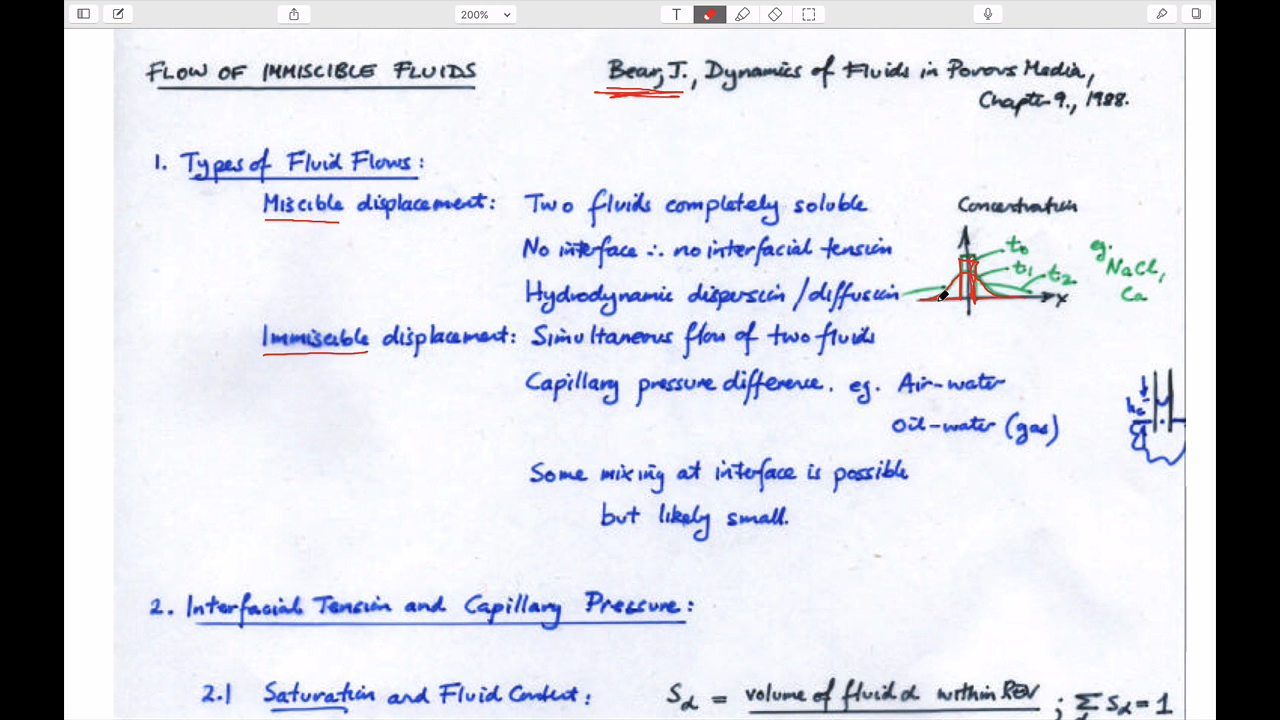 200%
T
FLOW OF IMMISCIBLE FLUIDS
Bear, J., Dynamics of Fluids in Porous Media,
Chapter 9., 1988.
1. Types of Fluid Flows:
Miscible displacement: Two fluids completely soluble
No interface ∴ no interfacial tension
Hydrodynamic dispersion / diffusion
Concentration
t₀
t₁
t₂
x
eg.
NaCl,
Ca
Immiscible displacement: Simultaneous flow of two fluids
Capillary pressure difference. eg. Air-water
Oil-water (gas)
hc
Some mixing at interface is possible
but likely small.
2. Interfacial Tension and Capillary Pressure:
2.1 Saturation and Fluid Content: Sα = volume of fluid α within REV ; Σ Sα = 1